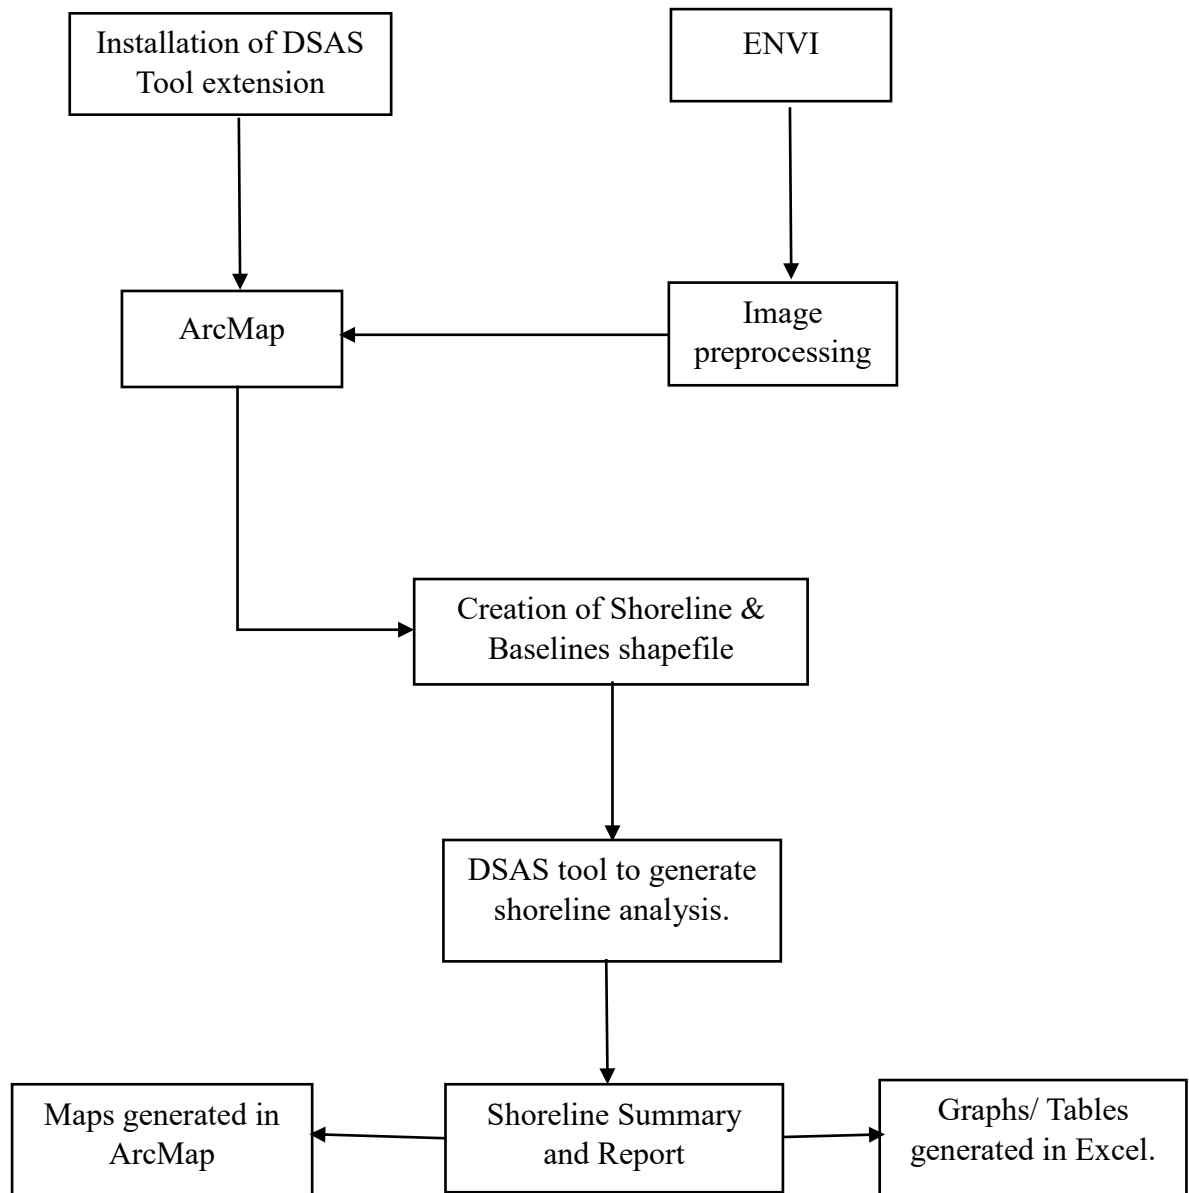 Installation of DSAS
Tool extension
ENVI
ArcMap
Image
preprocessing
Creation of Shoreline &
Baselines shapefile
DSAS tool to generate
shoreline analysis.
Maps generated in
ArcMap
Shoreline Summary
and Report
Graphs/ Tables
generated in Excel.